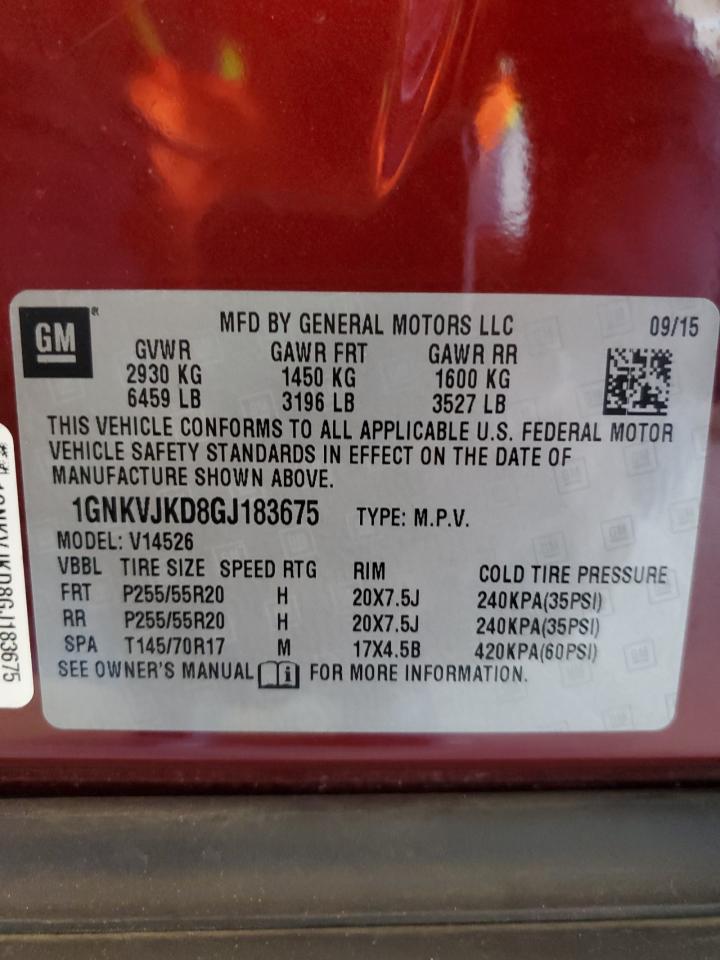 GM
MFD BY GENERAL MOTORS LLC 09/15
GVWR GAWR FRT GAWR RR
2930 KG 1450 KG 1600 KG
6459 LB 3196 LB 3527 LB
THIS VEHICLE CONFORMS TO ALL APPLICABLE U.S. FEDERAL MOTOR
VEHICLE SAFETY STANDARDS IN EFFECT ON THE DATE OF
MANUFACTURE SHOWN ABOVE.
1GNKVJKD8GJ183675 TYPE: M.P.V.
MODEL: V14526
VBBL TIRE SIZE SPEED RTG RIM COLD TIRE PRESSURE
FRT P255/55R20 H 20X7.5J 240KPA(35PSI)
RR P255/55R20 H 20X7.5J 240KPA(35PSI)
SPA T145/70R17 M 17X4.5B 420KPA(60PSI)
SEE OWNER'S MANUAL FOR MORE INFORMATION.
1GNKVJKD8GJ183675